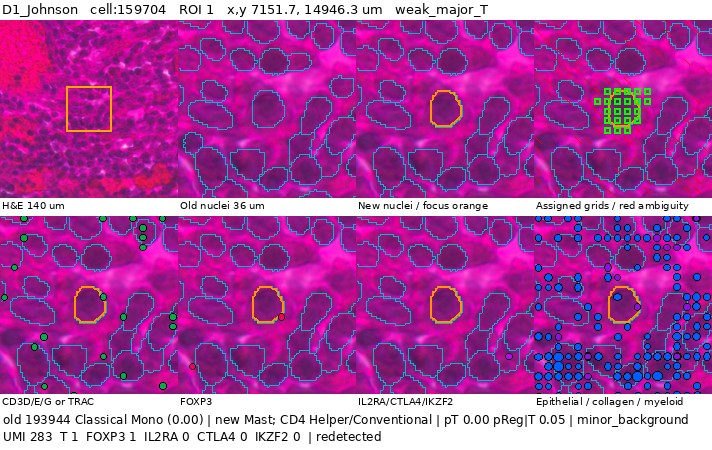 D1_Johnson cell:159704 ROI 1 x,y 7151.7, 14946.3 um weak_major_T
H&E 140 um
Old nuclei 36 um
New nuclei / focus orange
Assigned grids / red ambiguity
CD3D/E/G or TRAC
FOXP3
IL2RA/CTLA4/IKZF2
Epithelial / collagen / myeloid
old 193944 Classical Mono (0.00) | new Mast; CD4 Helper/Conventional | pT 0.00 pReg|T 0.05 | minor_background
UMI 283 T 1 FOXP3 1 IL2RA 0 CTLA4 0 IKZF2 0 | redetected